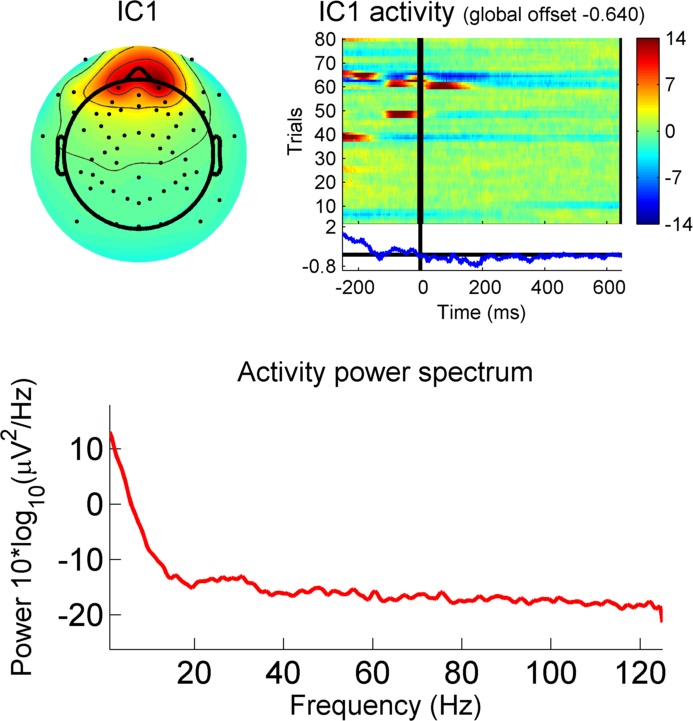 IC1
IC1 activity (global offset -0.640)
80
70
60
50
40
30
20
10
Trials
14
7
0
-7
-14
2
-0.8
-200 0 200 400 600
Time (ms)
Activity power spectrum
10
0
-10
-20
Power 10*log10(μV2/Hz)
20 40 60 80 100 120
Frequency (Hz)